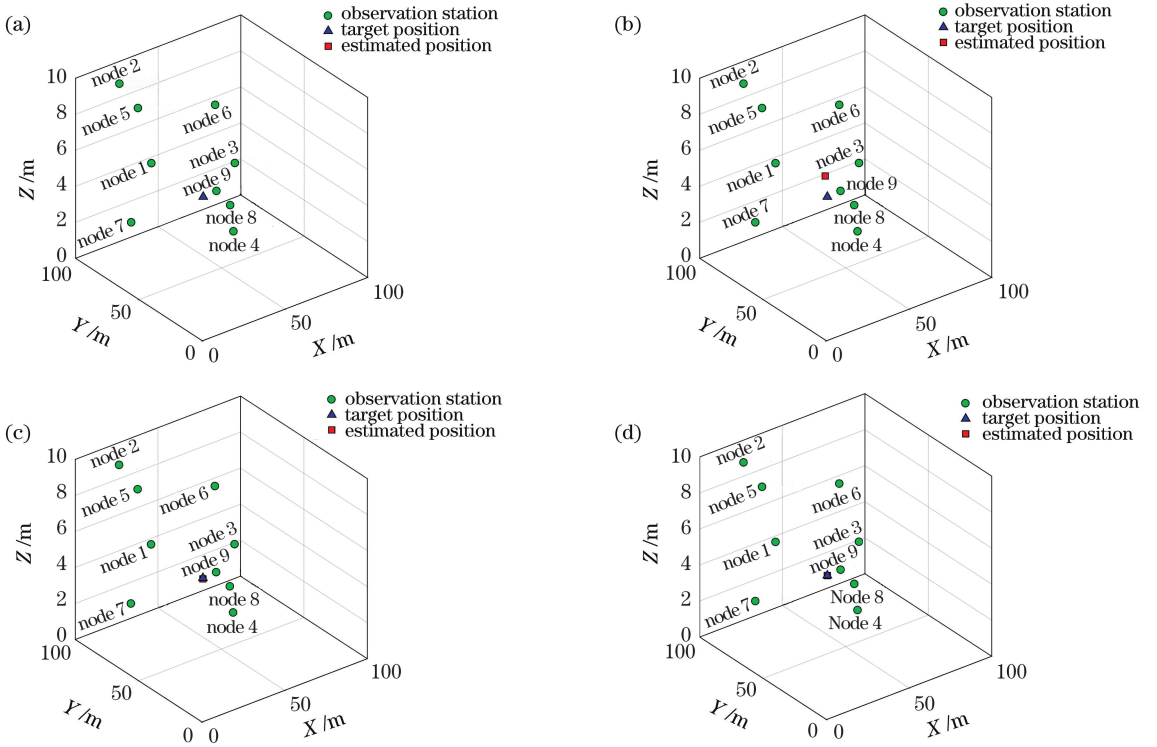 (a)
observation station
target position
estimated position
10
8
6
4
2
0
Z /m
node 2
node 5
node 6
node 3
node 1
node 9
node 7
node 8
node 4
100
50
0
Y /m
0
50
100
X /m
(b)
observation station
target position
estimated position
10
8
6
4
2
0
Z /m
node 2
node 5
node 6
node 3
node 1
node 9
node 7
node 8
node 4
100
50
0
Y /m
0
50
100
X /m
(c)
observation station
target position
estimated position
10
8
6
4
2
0
Z /m
node 2
node 5
node 6
node 3
node 1
node 9
node 7
node 8
node 4
100
50
0
Y /m
0
50
100
X /m
(d)
observation station
target position
estimated position
10
8
6
4
2
0
Z /m
node 2
node 5
node 6
node 3
node 1
node 9
node 7
Node 8
Node 4
100
50
0
Y /m
0
50
100
X /m